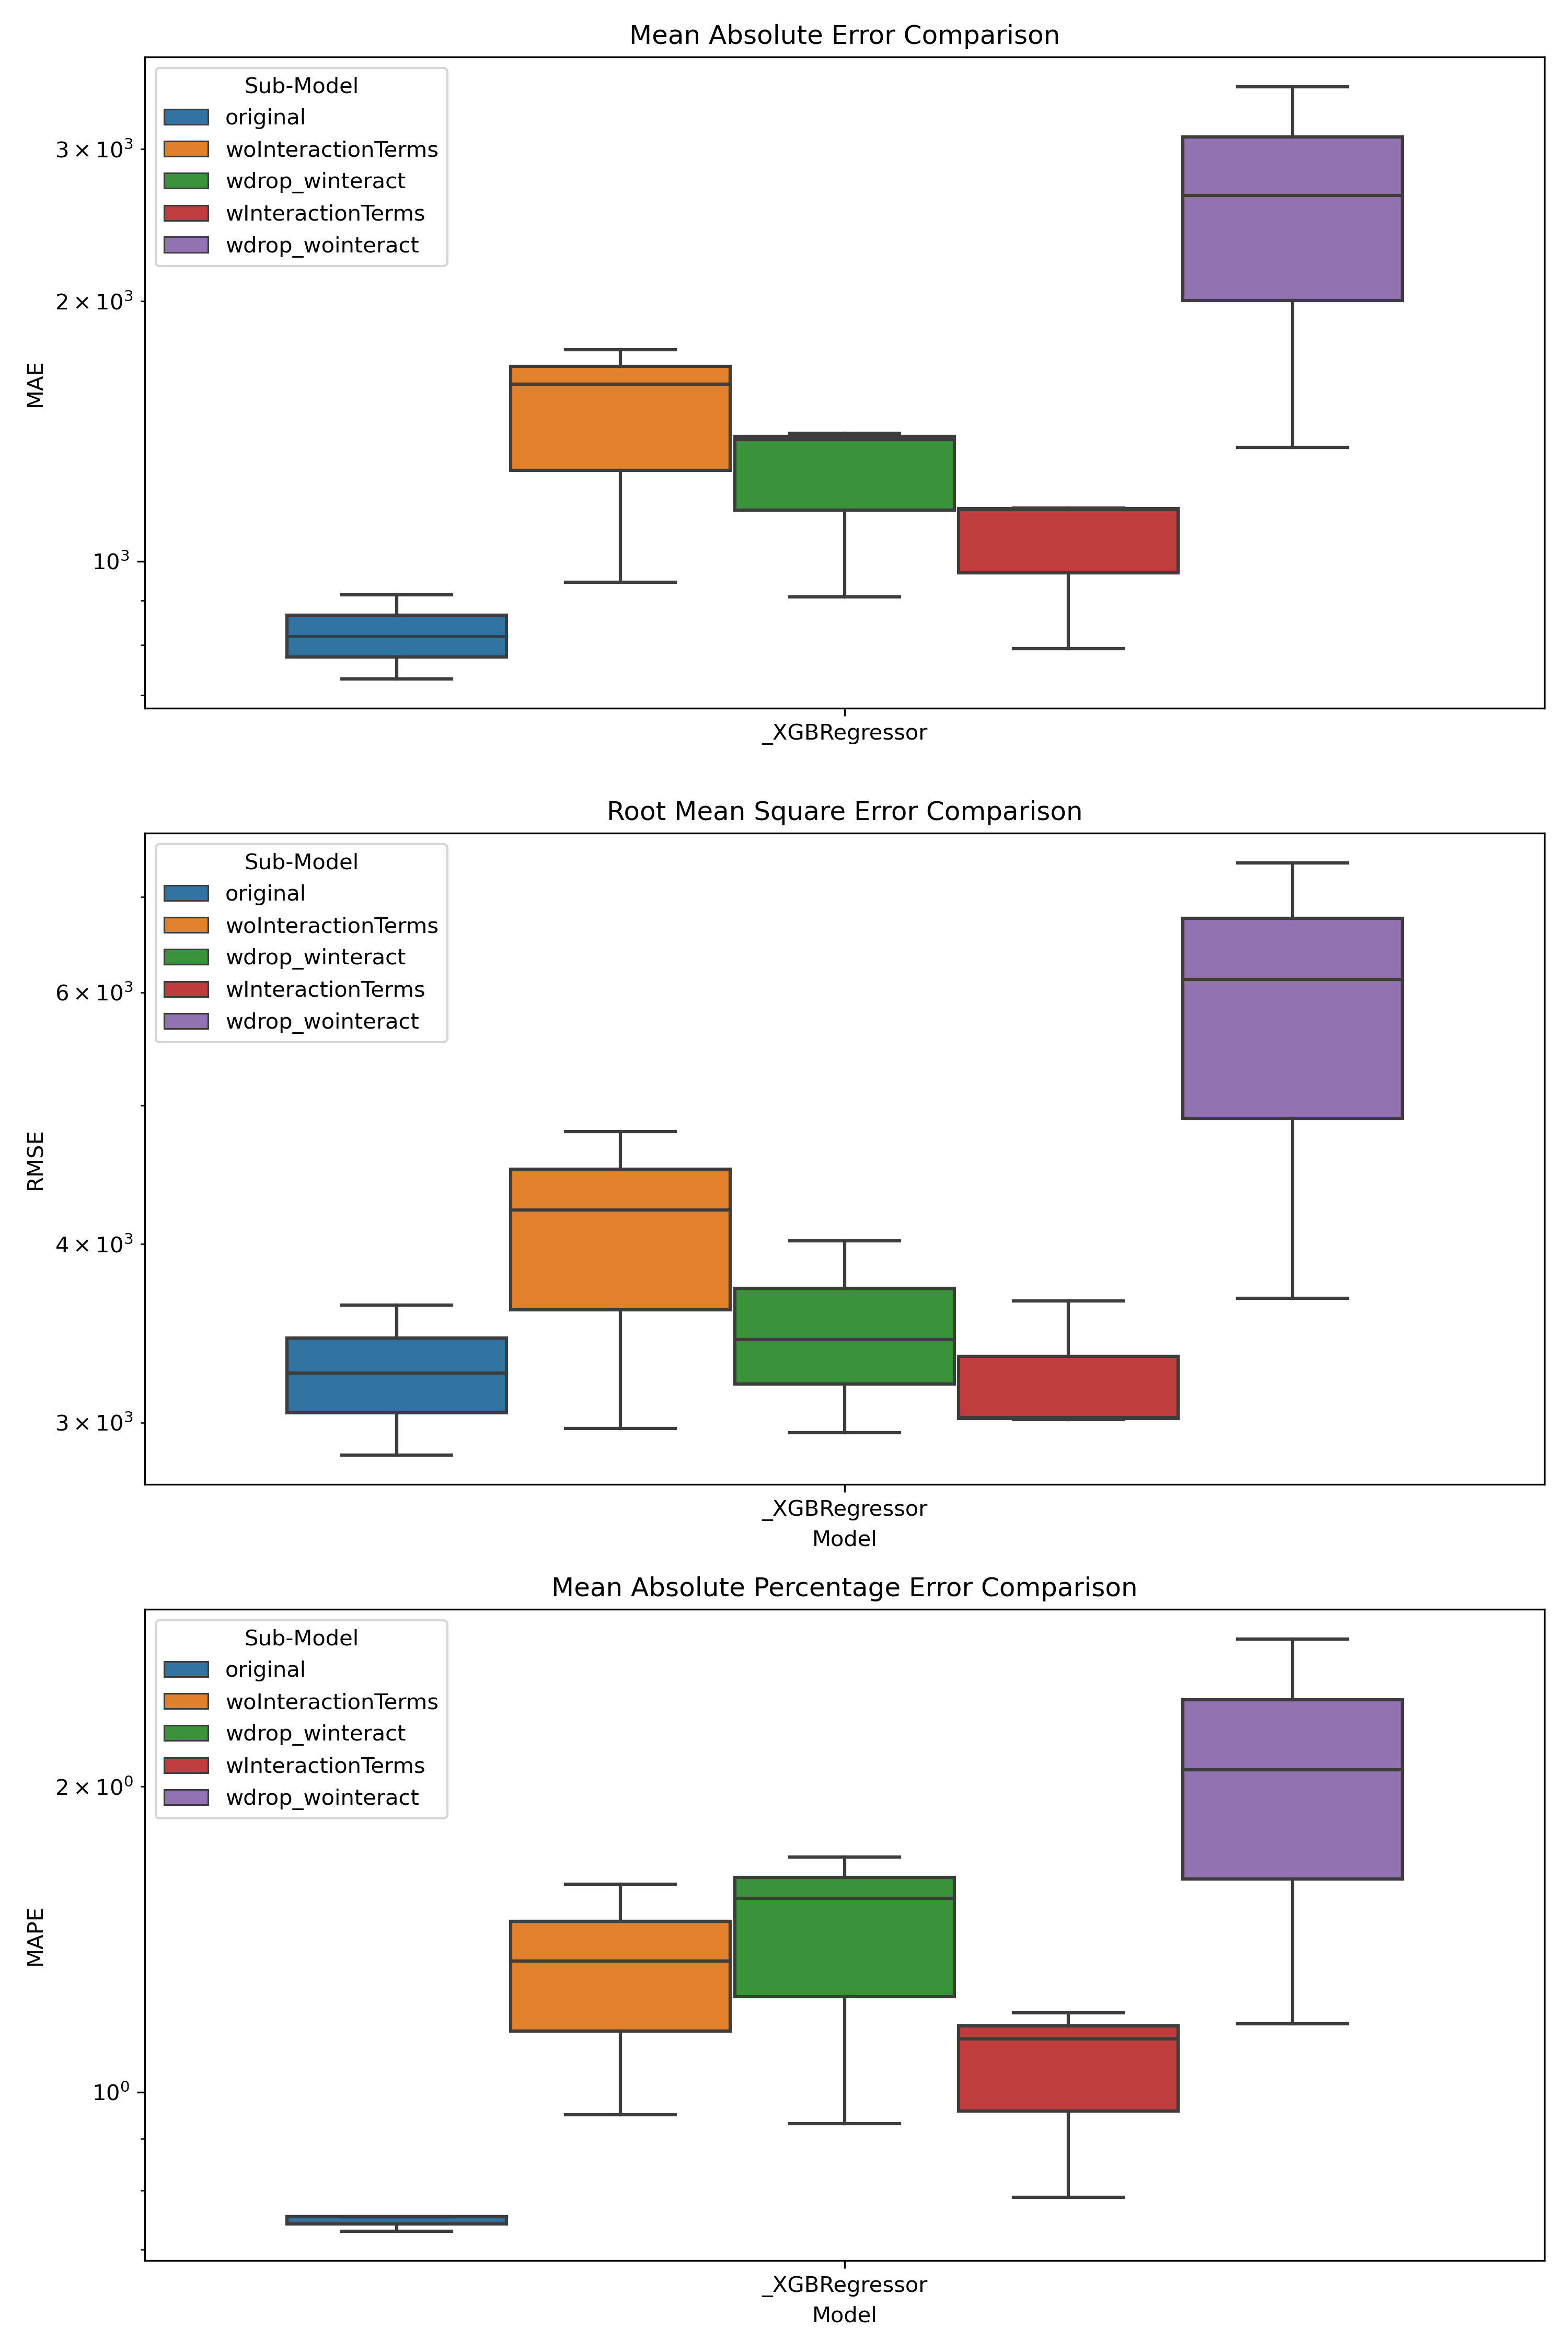 Mean Absolute Error Comparison
Sub-Model
original
woInteractionTerms
wdrop_winteract
wInteractionTerms
wdrop_wointeract
3 × 10³
2 × 10³
10³
MAE
_XGBRegressor
Root Mean Square Error Comparison
Sub-Model
original
woInteractionTerms
wdrop_winteract
wInteractionTerms
wdrop_wointeract
6 × 10³
4 × 10³
3 × 10³
RMSE
_XGBRegressor
Model
Mean Absolute Percentage Error Comparison
Sub-Model
original
woInteractionTerms
wdrop_winteract
wInteractionTerms
wdrop_wointeract
2 × 10⁰
10⁰
MAPE
_XGBRegressor
Model